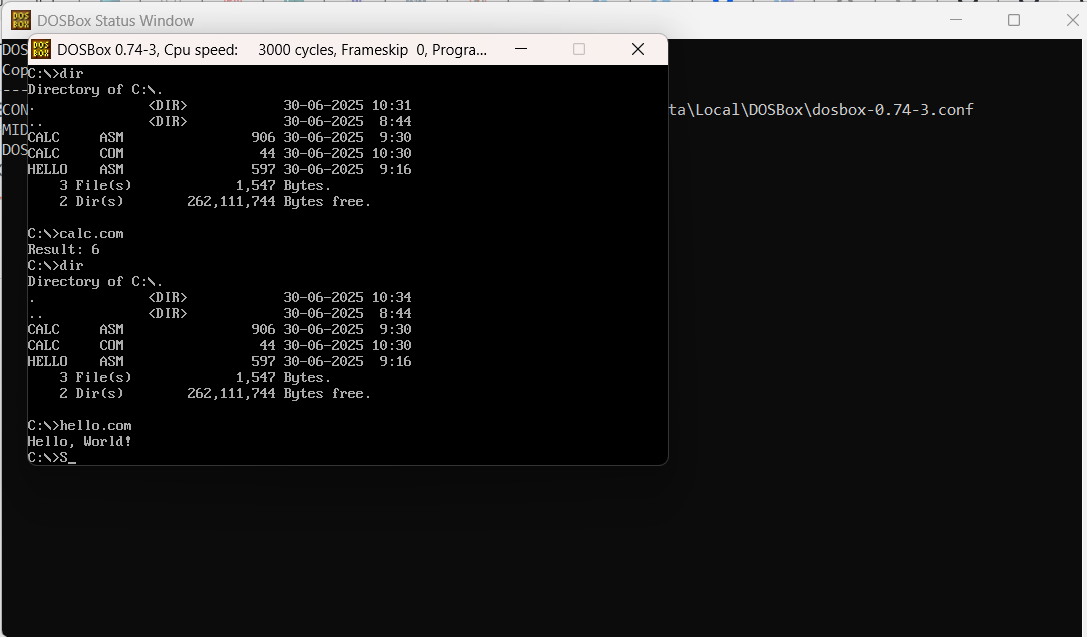 DOSBox Status Window
DOSBox 0.74-3, Cpu speed:     3000 cycles, Frameskip  0, Progra...
DOS
Cop
---
CON
ta\Local\DOSBox\dosbox-0.74-3.conf
MID
DOS
C:\>dir
Directory of C:\.
.              <DIR>            30-06-2025 10:31
..             <DIR>            30-06-2025  8:44
CALC     ASM                906 30-06-2025  9:30
CALC     COM                 44 30-06-2025 10:30
HELLO    ASM                597 30-06-2025  9:16
    3 File(s)             1,547 Bytes.
    2 Dir(s)        262,111,744 Bytes free.
C:\>calc.com
Result: 6
C:\>dir
Directory of C:\.
.              <DIR>            30-06-2025 10:34
..             <DIR>            30-06-2025  8:44
CALC     ASM                906 30-06-2025  9:30
CALC     COM                 44 30-06-2025 10:30
HELLO    ASM                597 30-06-2025  9:16
    3 File(s)             1,547 Bytes.
    2 Dir(s)        262,111,744 Bytes free.
C:\>hello.com
Hello, World!
C:\>S_